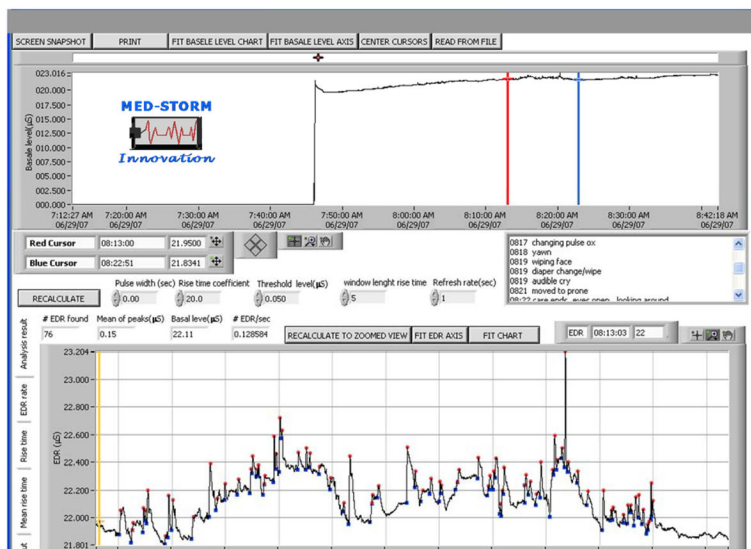 SCREEN SNAPSHOT PRINT FIT BASELE LEVEL CHART FIT BASALE LEVEL AXIS CENTER CURSORS READ FROM FILE
023.016
020.000
017.500
015.000
012.500
010.000
007.500
005.000
002.500
000.000
Basale level(µS)
MED-STORM
Innovation
7:12:27 AM 7:20:00 AM 7:30:00 AM 7:40:00 AM 7:50:00 AM 8:00:00 AM 8:10:00 AM 8:20:00 AM 8:30:00 AM 8:42:18 AM
06/29/07 06/29/07 06/29/07 06/29/07 06/29/07 06/29/07 06/29/07 06/29/07 06/29/07 06/29/07
Red Cursor 08:13:00 21.9500
Blue Cursor 08:22:51 21.8341
0817 changing pulse ox
0818 yawn
0819 wiping face
0819 diaper change/wipe
0819 audible cry
0821 moved to prone
08:22 care ends, eyer open, looking around
Pulse width (sec) Rise time coefficient Threshold level(µS) window lenght rise time Refresh rate(sec)
RECALCULATE 0.00 20.0 0.050 5 1
# EDR found Mean of peaks(µS) Basal level(µS) # EDR/sec
76 0.15 22.11 0.128584
RECALCULATE TO ZOOMED VIEW FIT EDR AXIS FIT CHART
EDR 08:13:03 22
Analysis result
EDR rate
Rise time
Mean rise time
ut
23.204
23.000
22.800
22.600
22.400
22.200
22.000
21.801
EDR (µS)